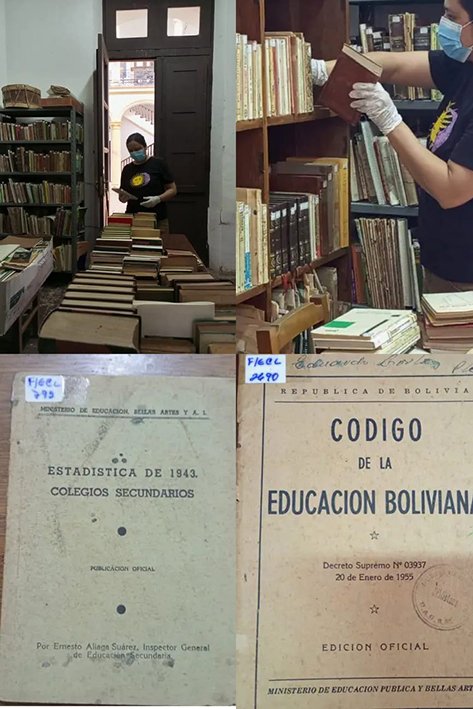 F/GCL
795
MINISTERIO DE EDUCACION, BELLAS ARTES Y A. I.
ESTADISTICA DE 1943.
COLEGIOS SECUNDARIOS
PUBLICACION OFICIAL
Por Ernesto Aliaga Suárez, Inspector General
de Educación Secundaria.
F/GCL
2690
REPUBLICA DE BOLIVIA
CODIGO
DE LA
EDUCACION BOLIVIANA
Decreto Supremo Nº 03937
20 de Enero de 1955
EDICION OFICIAL
MINISTERIO DE EDUCACION PUBLICA Y BELLAS ARTES